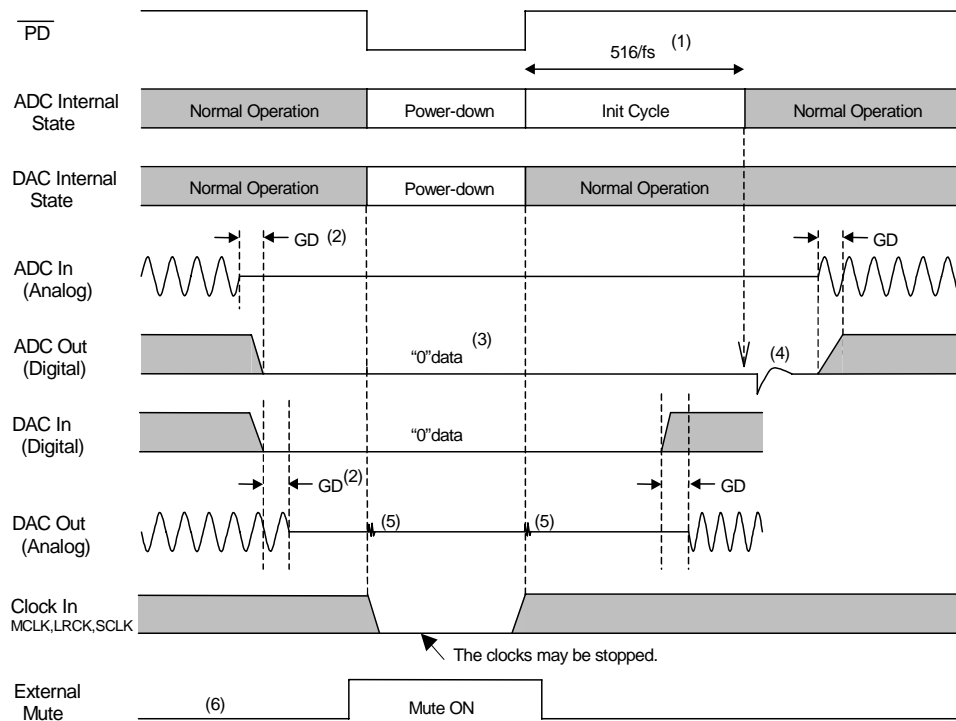 PD
516/fs (1)
ADC Internal
State
Normal Operation
Power-down
Init Cycle
Normal Operation
DAC Internal
State
Normal Operation
Power-down
Normal Operation
GD (2)
GD
ADC In
(Analog)
ADC Out
(Digital)
“0”data (3)
(4)
DAC In
(Digital)
“0”data
GD (2)
GD
DAC Out
(Analog)
(5)
(5)
Clock In
MCLK,LRCK,SCLK
The clocks may be stopped.
External
Mute
(6)
Mute ON